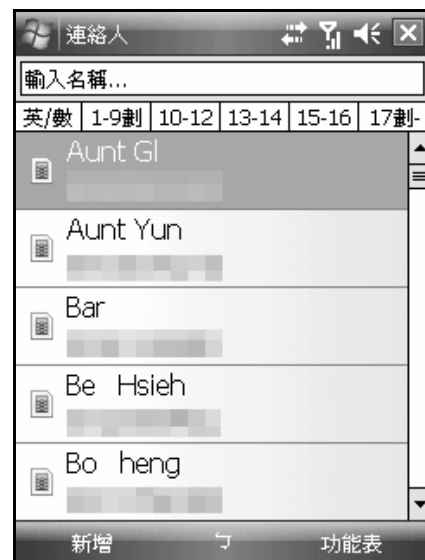 連絡人
輸入名稱...
英/數 1-9劃 10-12 13-14 15-16 17劃-
Aunt Gl
Aunt Yun
Bar
Be Hsieh
Bo heng
新增 ㄅ 功能表